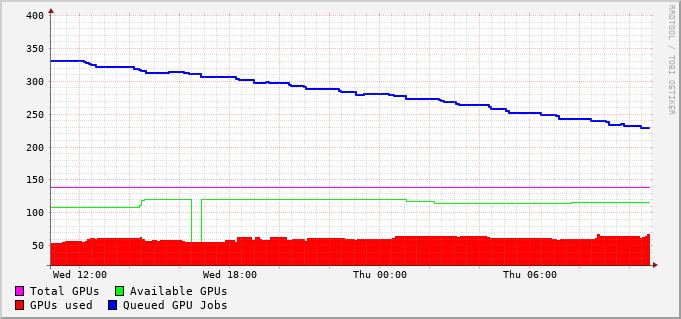 400
350
300
250
200
150
100
50
Wed 12:00 Wed 18:00 Thu 00:00 Thu 06:00
Total GPUs Available GPUs
GPUs used Queued GPU Jobs
RRDTOOL / TOBI OETIKER